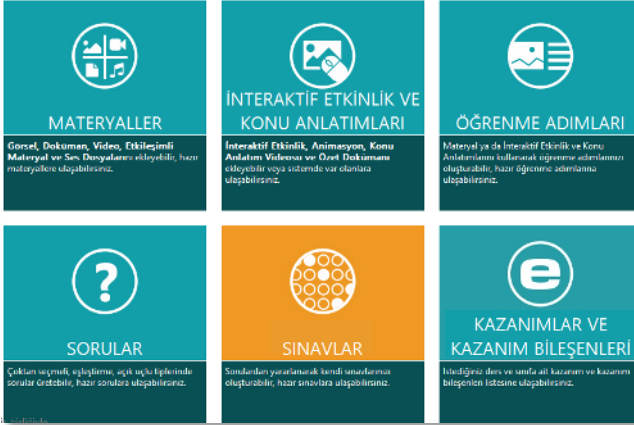 MATERYALLER
Görsel, Doküman, Video, Etkileşimli
Materyal ve Ses Dosyalarını ekleyebilir, hazır
materyallere ulaşabilirsiniz.
İNTERAKTİF ETKİNLİK VE
KONU ANLATIMLARI
İnteraktif Etkinlik, Animasyon, Konu
Anlatım Videosu ve Özet Dokümanı
ekleyebilir veya sistemde var olanlara
ulaşabilirsiniz.
ÖĞRENME ADIMLARI
Materyal ya da İnteraktif Etkinlik ve Konu
Anlatımlarını kullanarak öğrenme adımlarınızı
oluşturabilir, hazır öğrenme adımlarına
ulaşabilirsiniz.
?
SORULAR
Çoktan seçmeli, eşleştirme, açık uçlu tiplerinde
sorular üretebilir, hazır sorulara ulaşabilirsiniz.
SINAVLAR
Sorulardan yararlanarak kendi sınavlarınızı
oluşturabilir, hazır sınavlara ulaşabilirsiniz.
e
KAZANIMLAR VE
KAZANIM BİLEŞENLERİ
İstediğiniz ders ve sınıfa ait kazanım ve kazanım
bileşenleri listesine ulaşabilirsiniz.